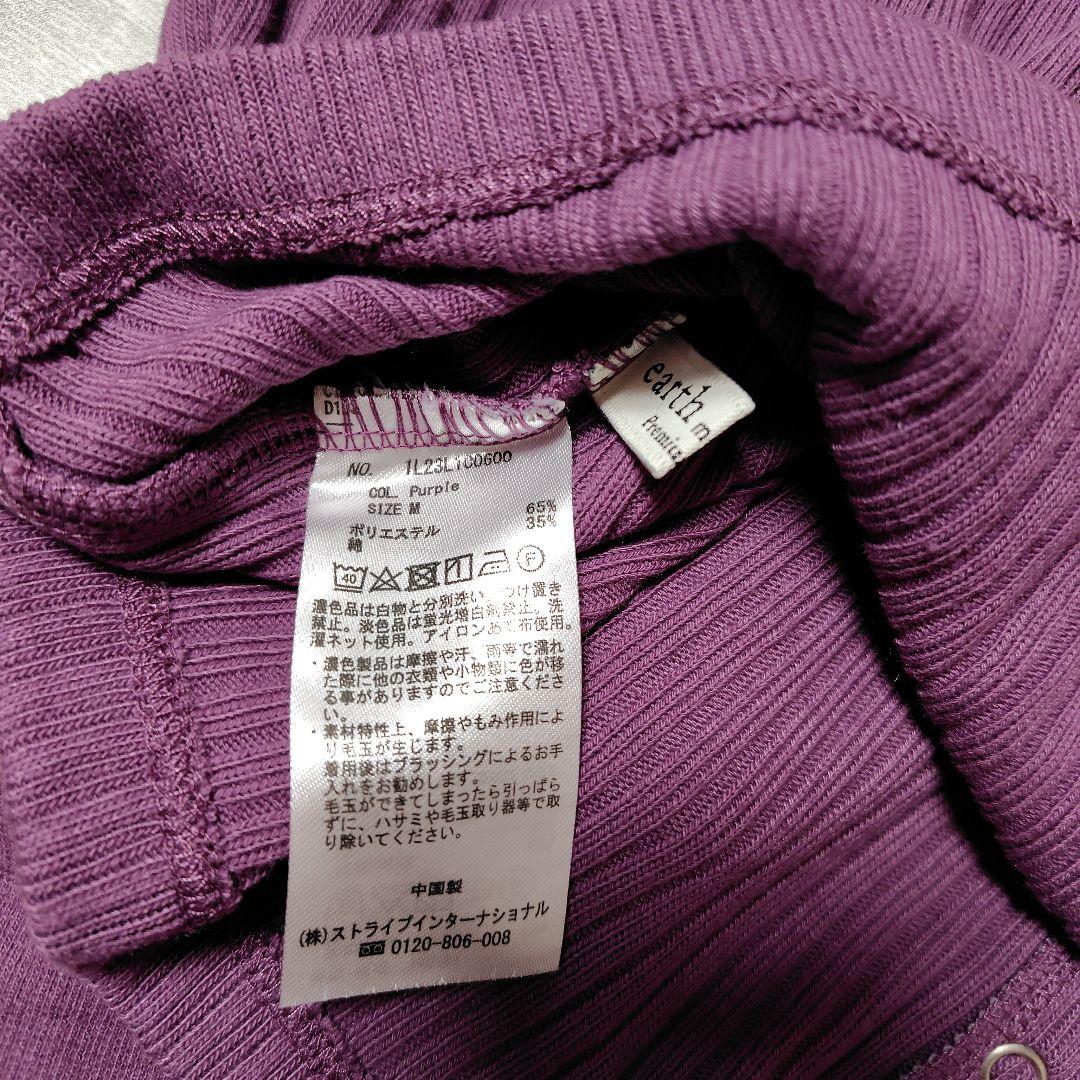 D1
NO. 1L23L1C0600
COL. Purple
SIZE M
ポリエステル 65%
綿 35%
40 F
濃色品は白物と分別洗い。つけ置き
禁止。淡色品は蛍光増白剤禁止。洗
濯ネット使用。アイロンあて布使用。
・濃色製品は摩擦や汗、雨等で濡れ
た際に他の衣類や小物類に色が移
る事がありますのでご注意くださ
い。
・素材特性上、摩擦やもみ作用によ
り毛玉が生じます。
着用後はブラッシングによるお手
入れをお勧めします。
毛玉ができてしまったら引っぱら
ずに、ハサミや毛玉取り器等で取
り除いてください。
中国製
(株)ストライプインターナショナル
0120-806-008
earth m
Premiu